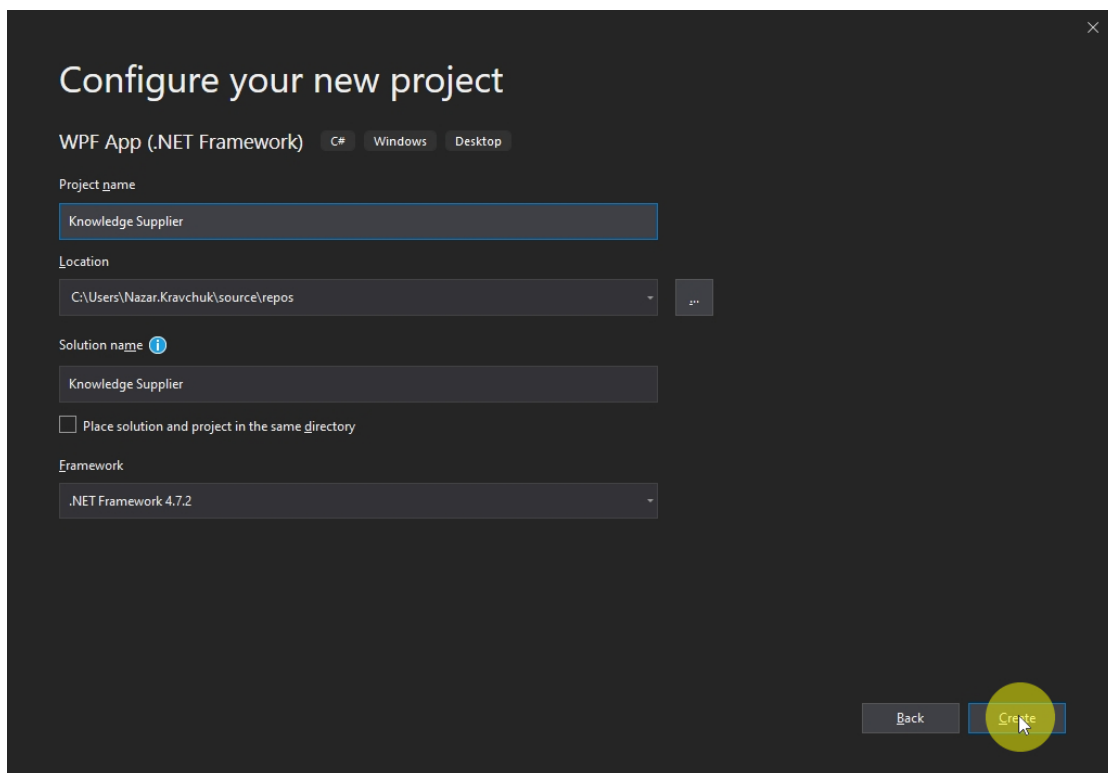 Configure your new project
WPF App (.NET Framework) C# Windows Desktop
Project name
Knowledge Supplier
Location
C:\Users\Nazar.Kravchuk\source\repos
...
Solution name
Knowledge Supplier
Place solution and project in the same directory
Framework
.NET Framework 4.7.2
Back Create